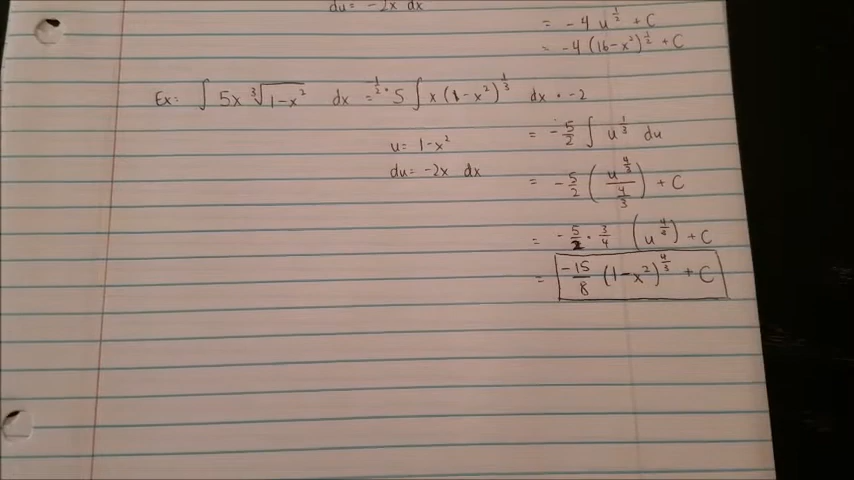 du = -2x dx
= -4 u^{1/2} + C
= -4 (16-x²)^{1/2} + C
Ex: ∫ 5x ∛(1-x²) dx = -1/2 · 5 ∫ x (1-x²)^{1/3} dx · -2
u = 1-x² = -5/2 ∫ u^{1/3} du
du = -2x dx = -5/2 (u^{4/3} / (4/3)) + C
= -5/2 · 3/4 (u^{4/3}) + C
= -15/8 (1-x²)^{4/3} + C